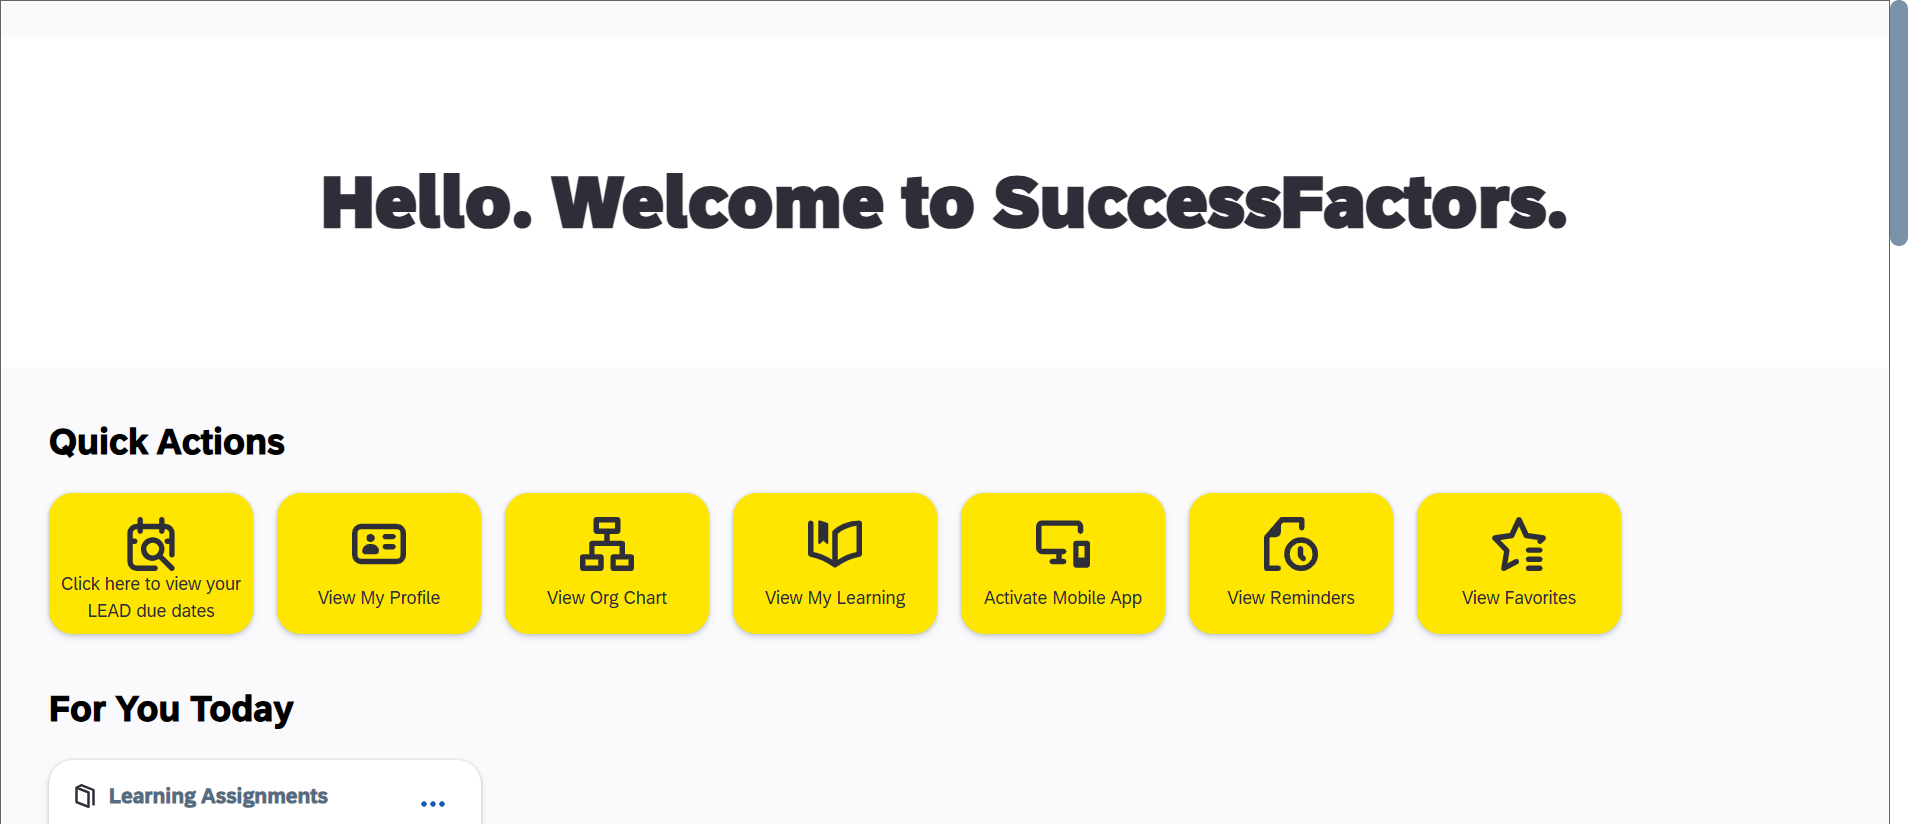 Hello. Welcome to SuccessFactors.
Quick Actions
Click here to view your
LEAD due dates
View My Profile
View Org Chart
View My Learning
Activate Mobile App
View Reminders
View Favorites
For You Today
Learning Assignments